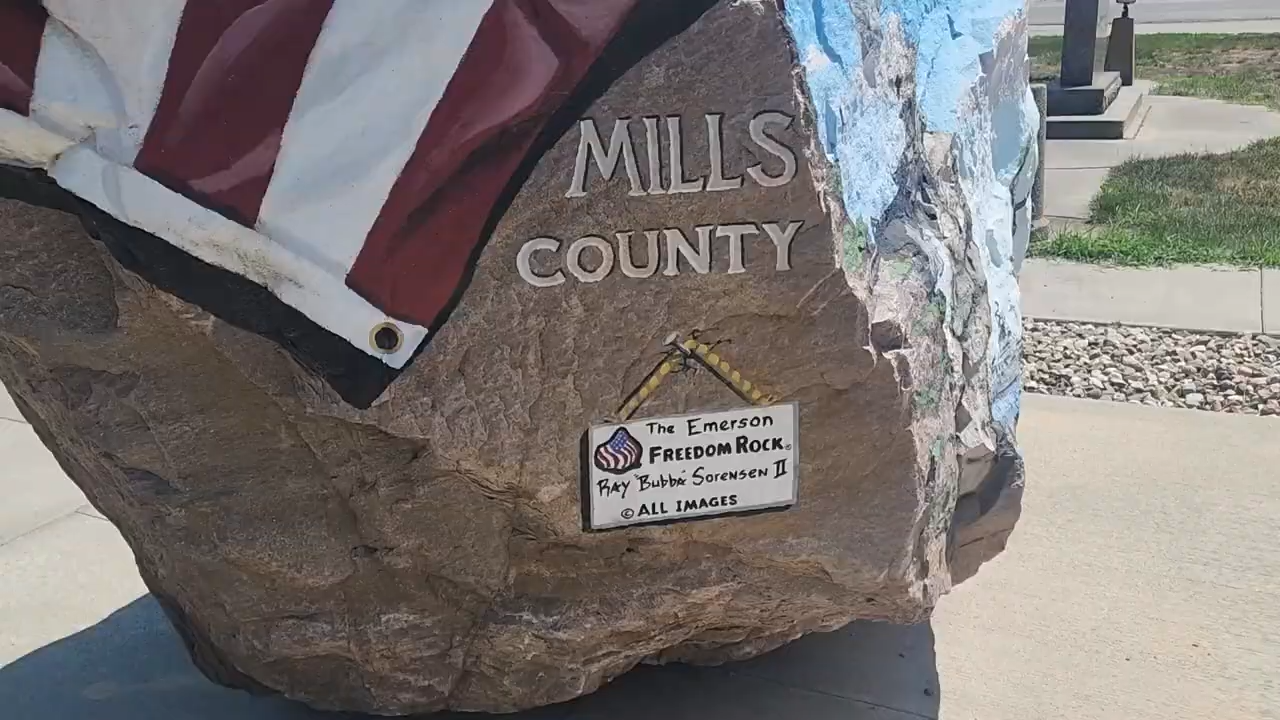 MILLS
COUNTY
The Emerson
FREEDOM ROCK®
RAY "Bubba" SORENSEN II
© ALL IMAGES